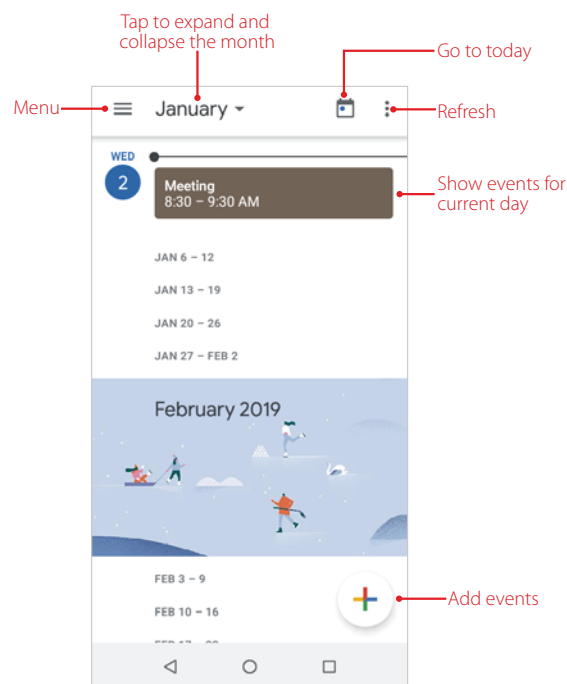 Tap to expand and
collapse the month
Go to today
Menu
January
Refresh
WED
2
Meeting
8:30 – 9:30 AM
Show events for
current day
JAN 6 – 12
JAN 13 – 19
JAN 20 – 26
JAN 27 – FEB 2
February 2019
FEB 3 – 9
Add events
FEB 10 – 16